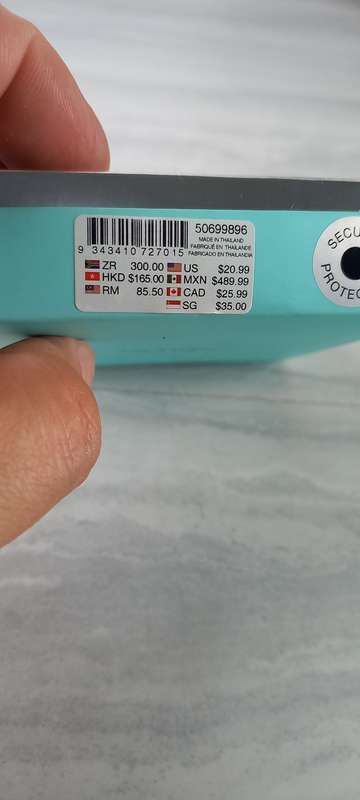 50699896
MADE IN THAILAND
FABRIQUÉ EN THAÏLANDE
FABRICADO EN THAILANDIA
9 343410 727015
ZR 300.00 US $20.99
HKD $165.00 MXN $489.99
RM 85.50 CAD $25.99
SG $35.00
SECU
PROTEC